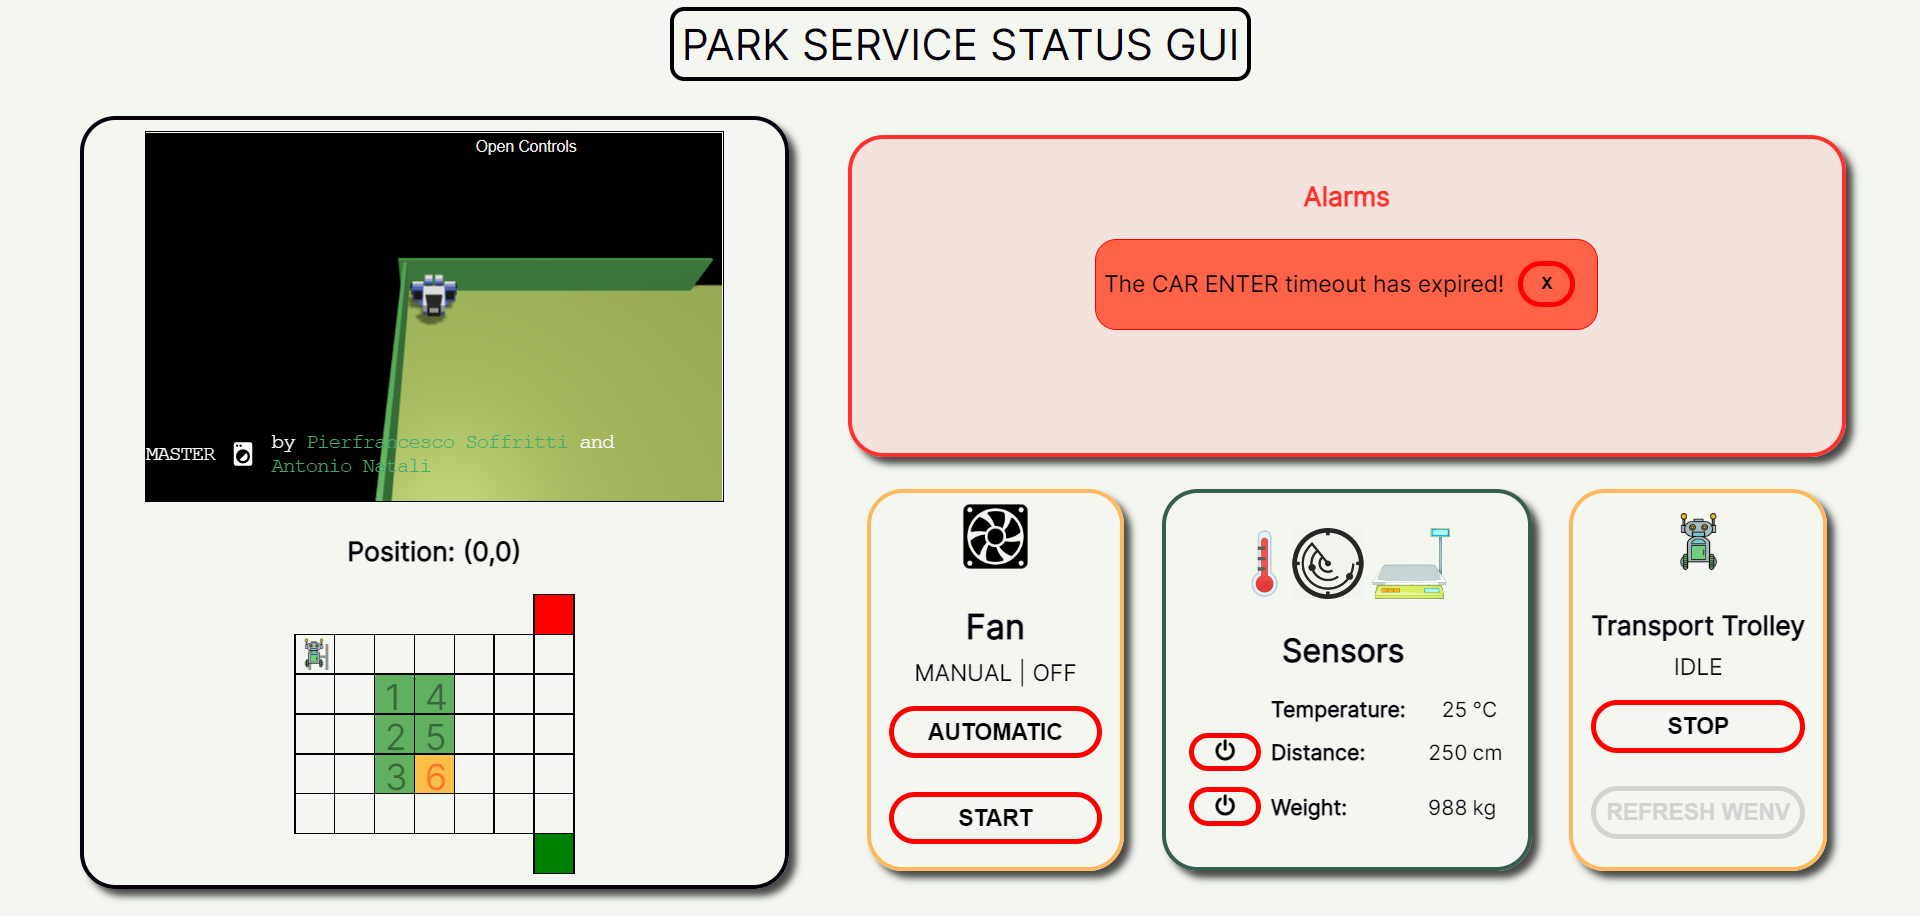 PARK SERVICE STATUS GUI
Open Controls
MASTER
by Pierfrancesco Soffritti and
Antonio Natali
Position: (0,0)
1 4
2 5
3 6
Alarms
The CAR ENTER timeout has expired! X
Fan
MANUAL | OFF
AUTOMATIC
START
Sensors
Temperature: 25 °C
Distance: 250 cm
Weight: 988 kg
Transport Trolley
IDLE
STOP
REFRESH WENV